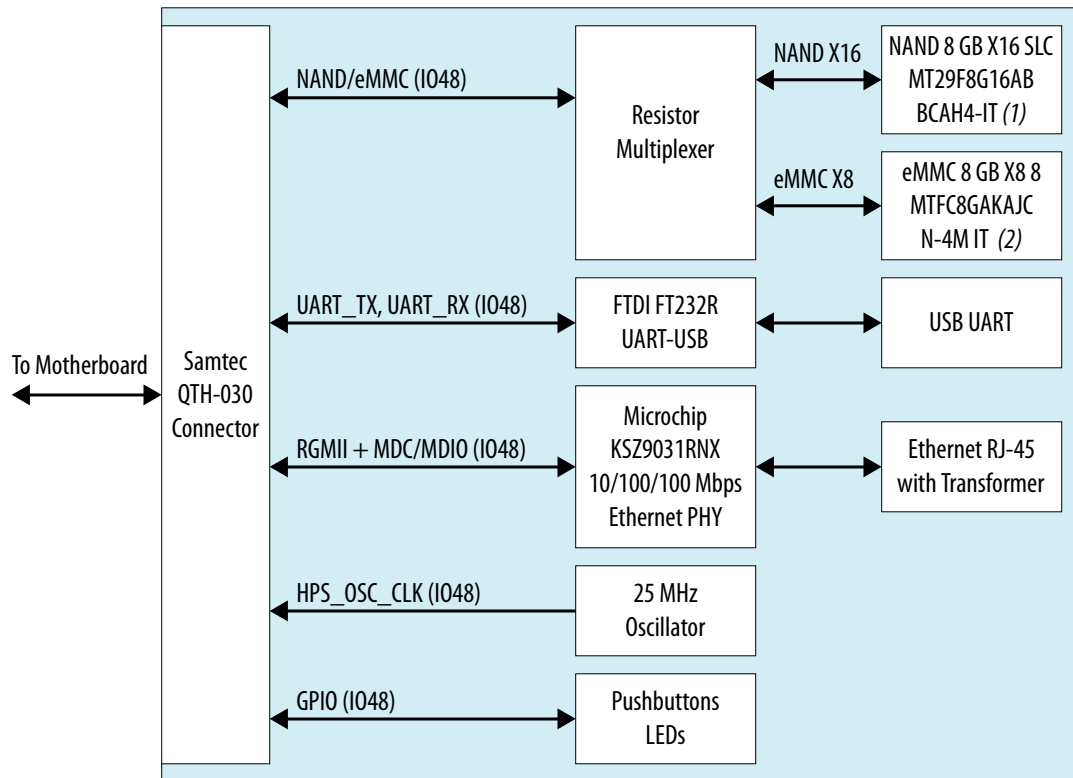 To Motherboard
Samtec
QTH-030
Connector
NAND/eMMC (IO48)
Resistor
Multiplexer
NAND X16
NAND 8 GB X16 SLC
MT29F8G16AB
BCAH4-IT (1)
eMMC X8
eMMC 8 GB X8 8
MTFC8GAKAJC
N-4M IT (2)
UART_TX, UART_RX (IO48)
FTDI FT232R
UART-USB
USB UART
RGMII + MDC/MDIO (IO48)
Microchip
KSZ9031RNX
10/100/100 Mbps
Ethernet PHY
Ethernet RJ-45
with Transformer
HPS_OSC_CLK (IO48)
25 MHz
Oscillator
GPIO (IO48)
Pushbuttons
LEDs